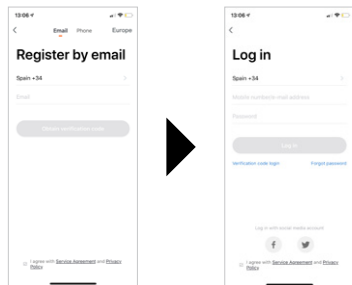 13:06
Email Phone Europe
Register by email
Spain +34
Email
Obtain verification code
I agree with Service Agreement and Privacy
Policy
13:06
Log in
Spain +34
Mobile number/e-mail address
Password
Log in
Verification code login Forgot password
Log in with social media account
f
I agree with Service Agreement and Privacy
Policy